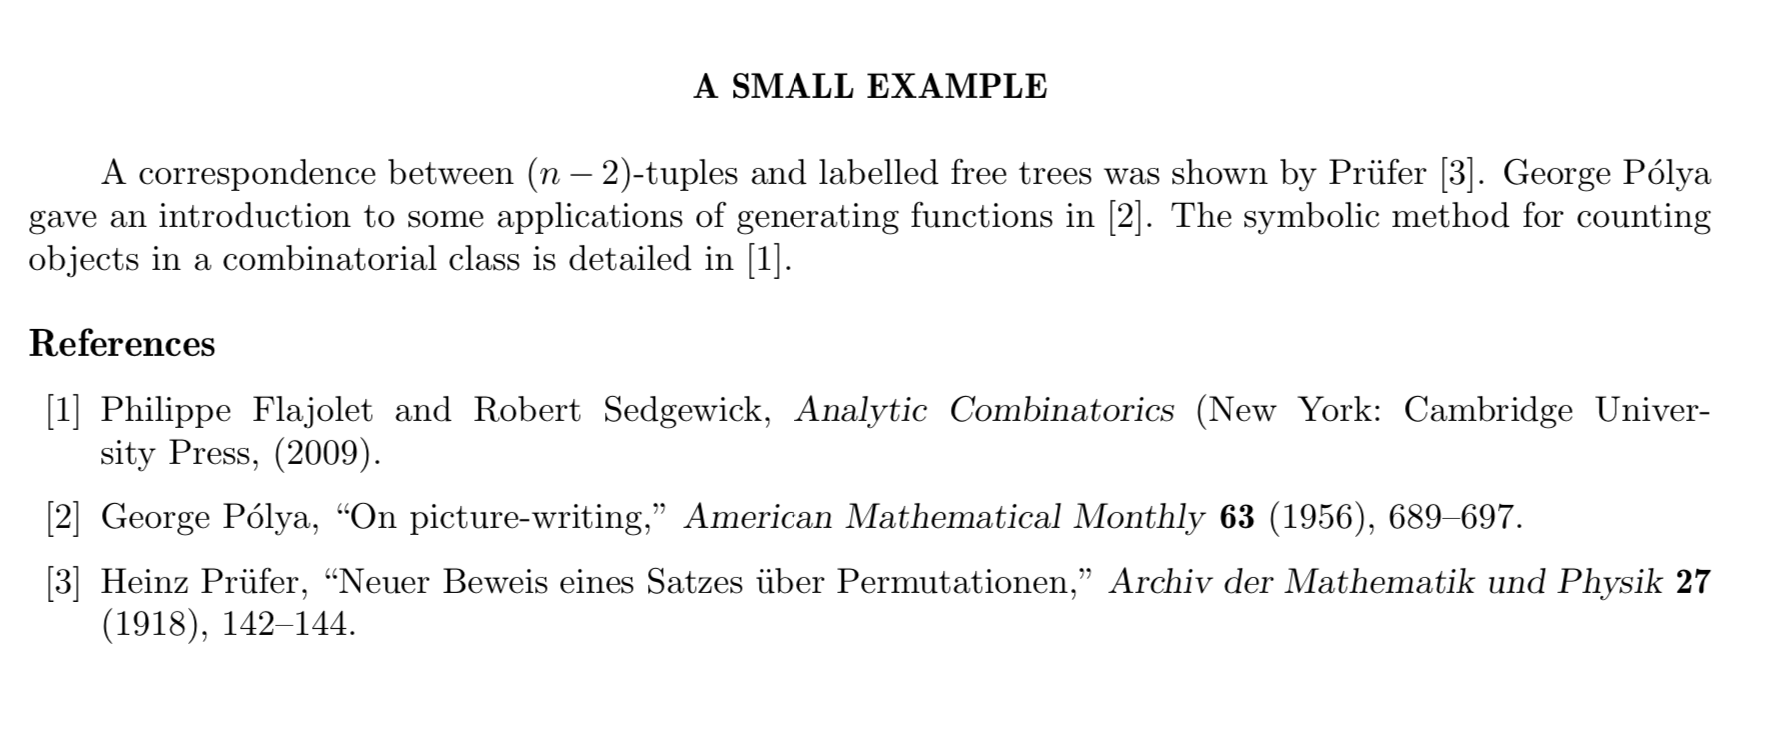 A SMALL EXAMPLE
A correspondence between (n − 2)-tuples and labelled free trees was shown by Prüfer [3]. George Pólya
gave an introduction to some applications of generating functions in [2]. The symbolic method for counting
objects in a combinatorial class is detailed in [1].
References
[1] Philippe Flajolet and Robert Sedgewick, Analytic Combinatorics (New York: Cambridge Univer-
sity Press, (2009).
[2] George Pólya, “On picture-writing,” American Mathematical Monthly 63 (1956), 689–697.
[3] Heinz Prüfer, “Neuer Beweis eines Satzes über Permutationen,” Archiv der Mathematik und Physik 27
(1918), 142–144.